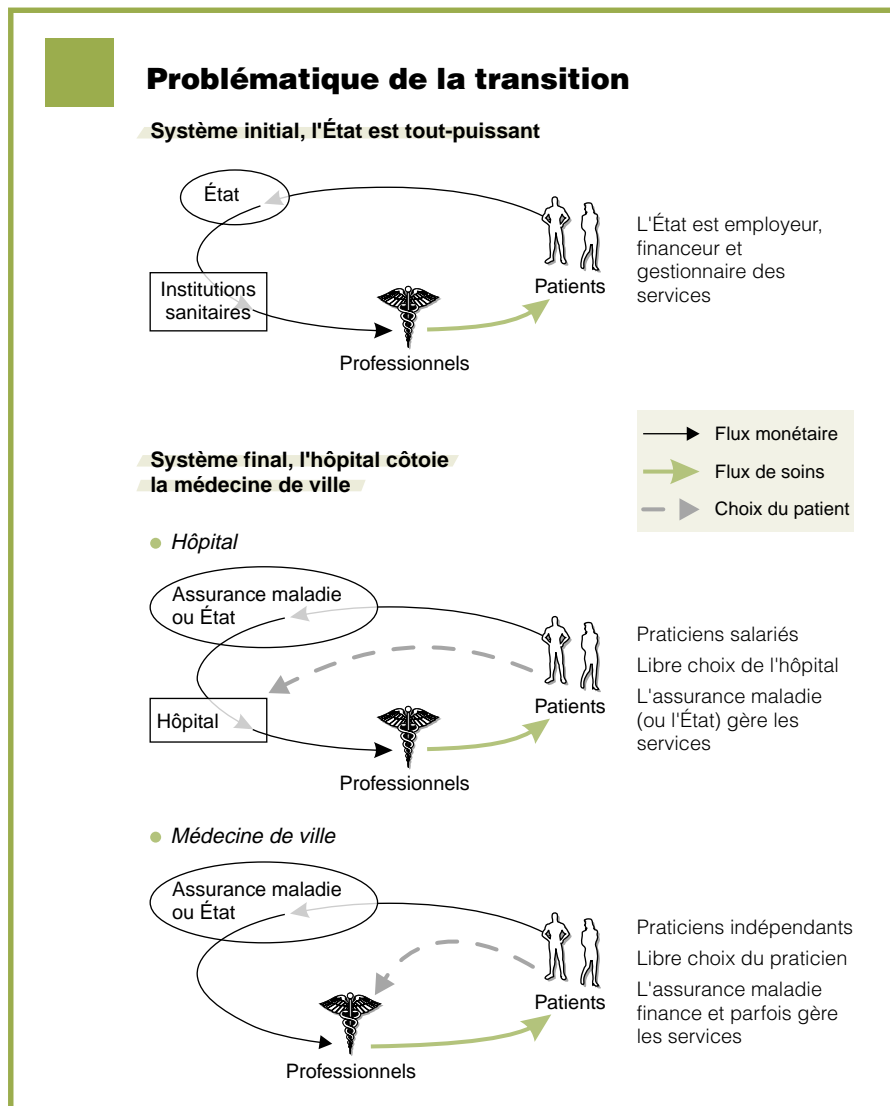 Problématique de la transition
Système initial, l'État est tout-puissant
État
Institutions
sanitaires
Professionnels
Patients
L'État est employeur,
financeur et
gestionnaire des
services
Flux monétaire
Flux de soins
Choix du patient
Système final, l'hôpital côtoie
la médecine de ville
Hôpital
Assurance maladie
ou État
Hôpital
Professionnels
Patients
Praticiens salariés
Libre choix de l'hôpital
L'assurance maladie
(ou l'État) gère les
services
Médecine de ville
Assurance maladie
ou État
Professionnels
Patients
Praticiens indépendants
Libre choix du praticien
L'assurance maladie
finance et parfois gère
les services